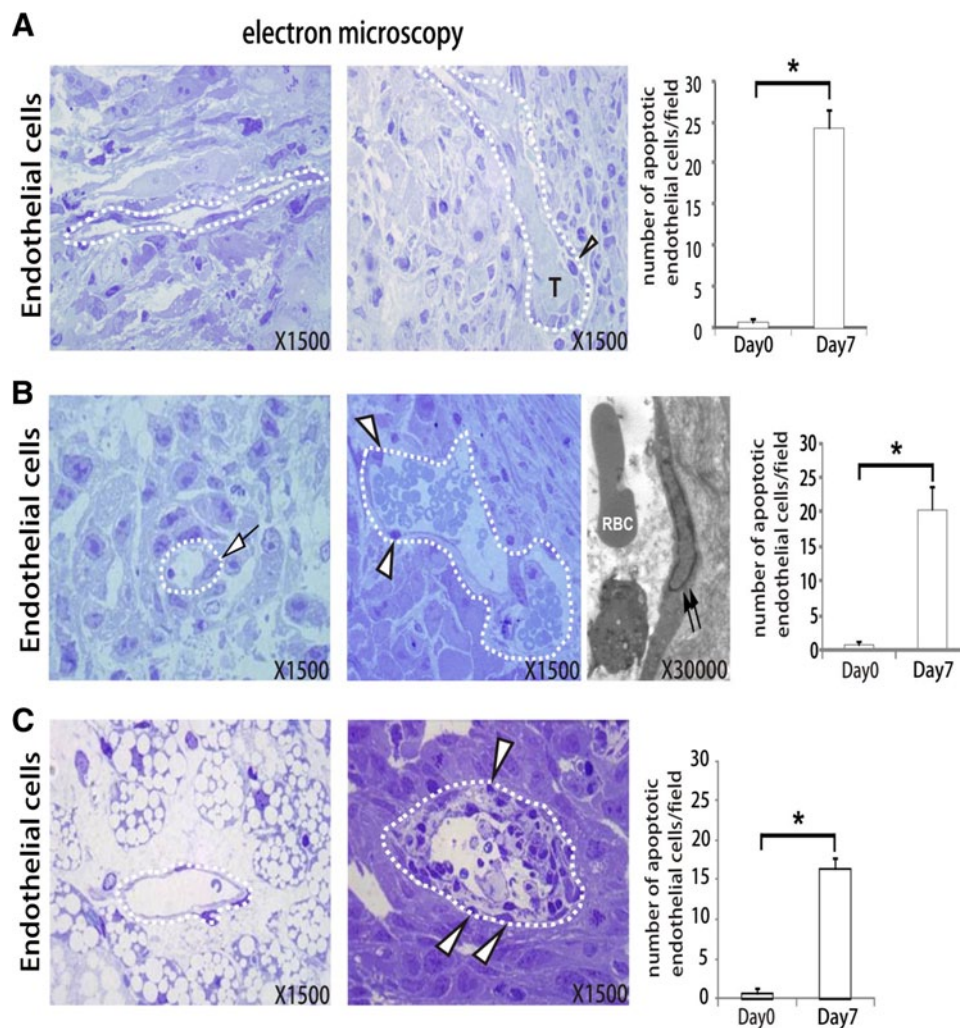 A
electron microscopy
Endothelial cells
X1500
T
X1500
number of apoptotic
endothelial cells/field
30
25
20
15
10
50
0
*
Day0
Day7
B
Endothelial cells
X1500
X1500
RBC
X30000
number of apoptotic
endothelial cells/field
30
25
20
15
10
5
0
*
Day0
Day7
C
Endothelial cells
X1500
X1500
number of apoptotic
endothelial cells/field
30
25
20
15
10
5
0
*
Day0
Day7